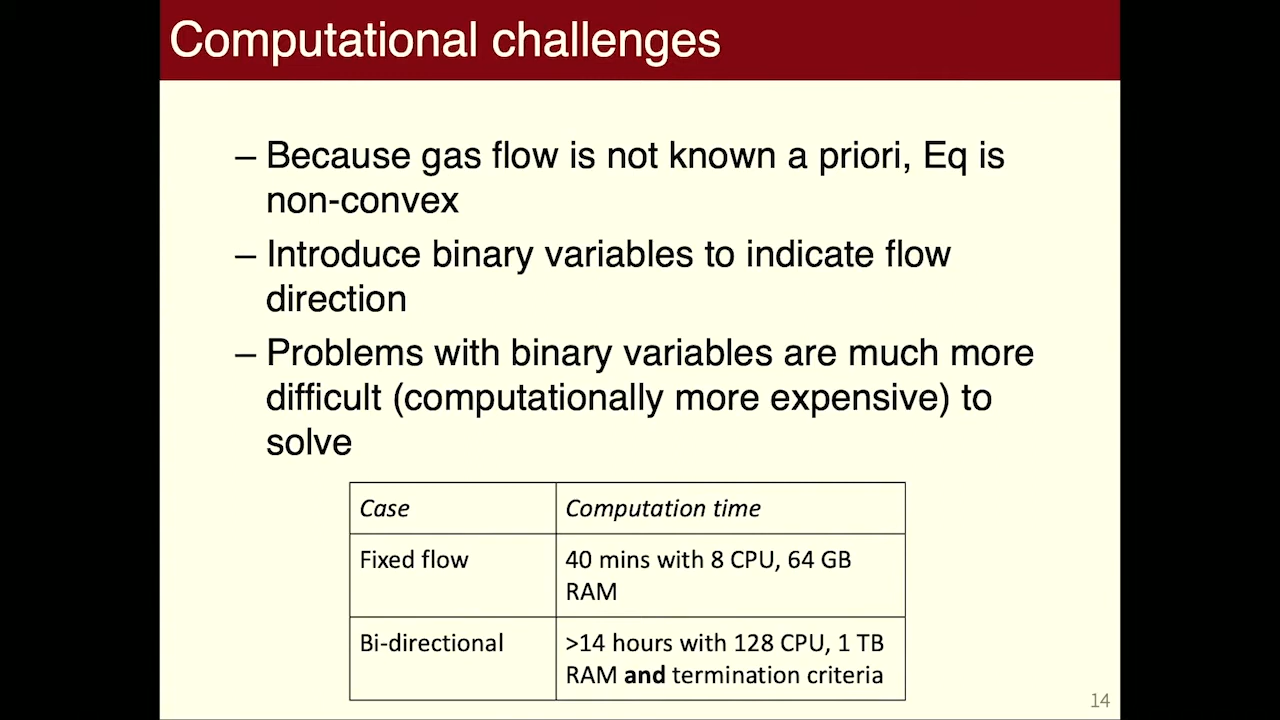 Computational challenges
– Because gas flow is not known a priori, Eq is
non-convex
– Introduce binary variables to indicate flow
direction
– Problems with binary variables are much more
difficult (computationally more expensive) to
solve
Case
Computation time
Fixed flow
40 mins with 8 CPU, 64 GB
RAM
Bi-directional
>14 hours with 128 CPU, 1 TB
RAM and termination criteria
14